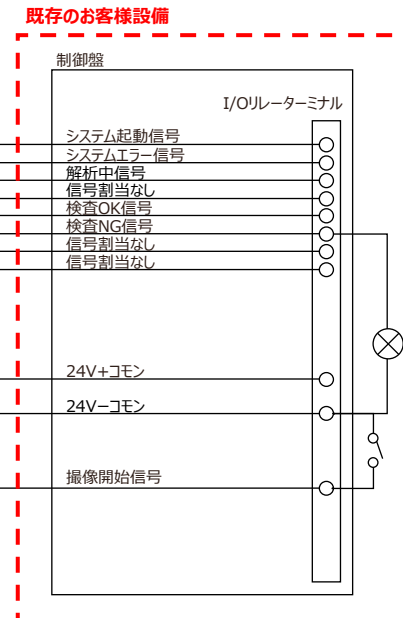 既存のお客様設備
制御盤
I/Oリレーターミナル
システム起動信号
システムエラー信号
解析中信号
信号割当なし
検査OK信号
検査NG信号
信号割当なし
信号割当なし
24V+コモン
24V−コモン
撮像開始信号